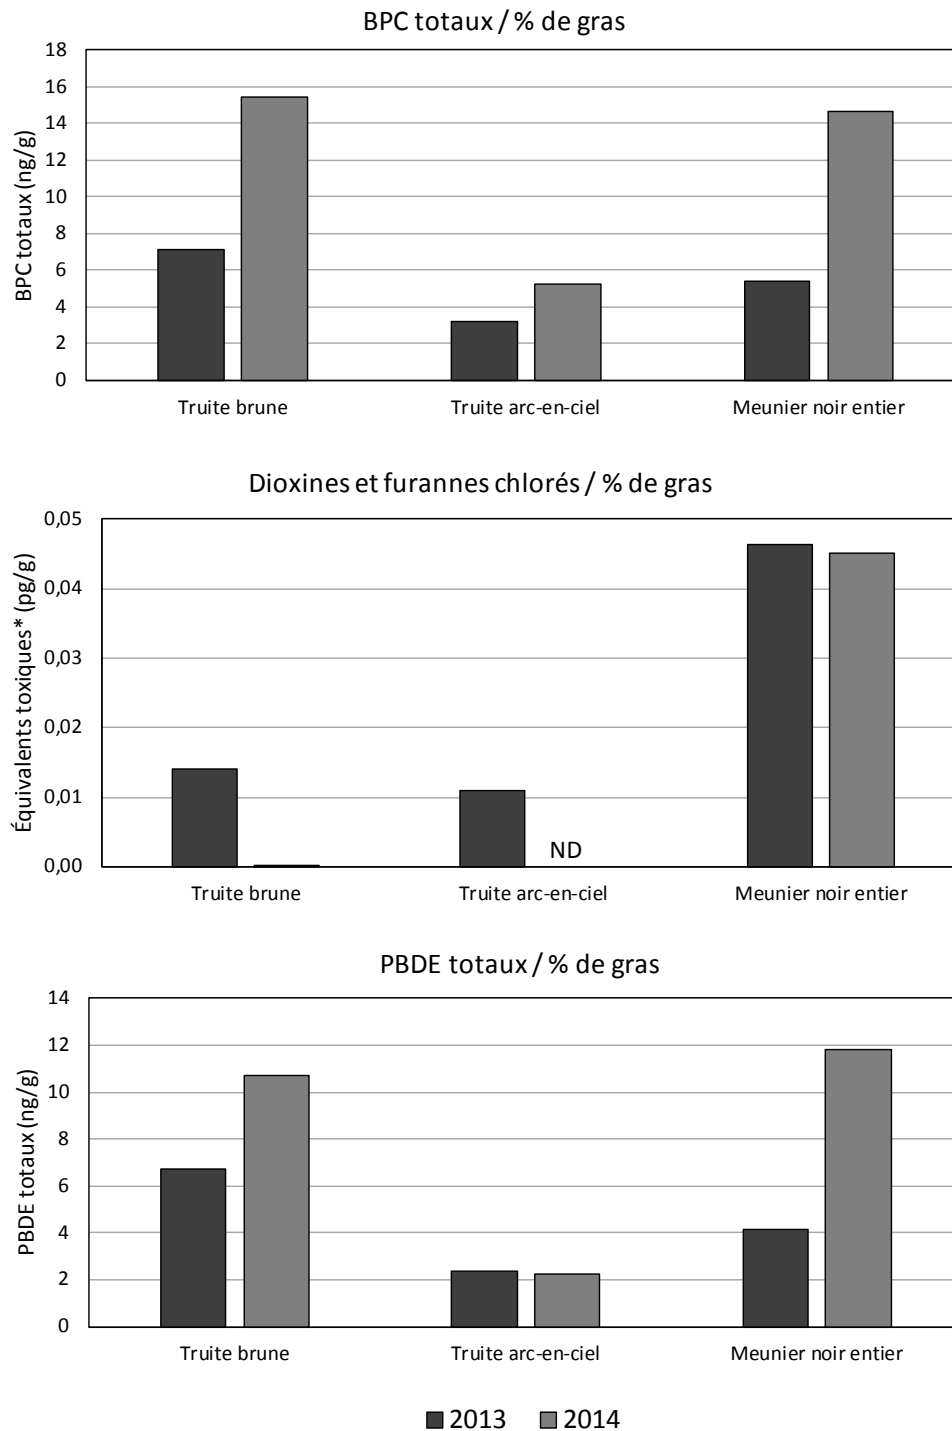 BPC totaux / % de gras
BPC totaux (ng/g)
18
16
14
12
10
8
6
4
2
0
Truite brune
Truite arc-en-ciel
Meunier noir entier
Dioxines et furannes chlorés / % de gras
Équivalents toxiques* (pg/g)
0,05
0,04
0,03
0,02
0,01
0,00
ND
Truite brune
Truite arc-en-ciel
Meunier noir entier
PBDE totaux / % de gras
PBDE totaux (ng/g)
14
12
10
8
6
4
2
0
Truite brune
Truite arc-en-ciel
Meunier noir entier
2013
2014